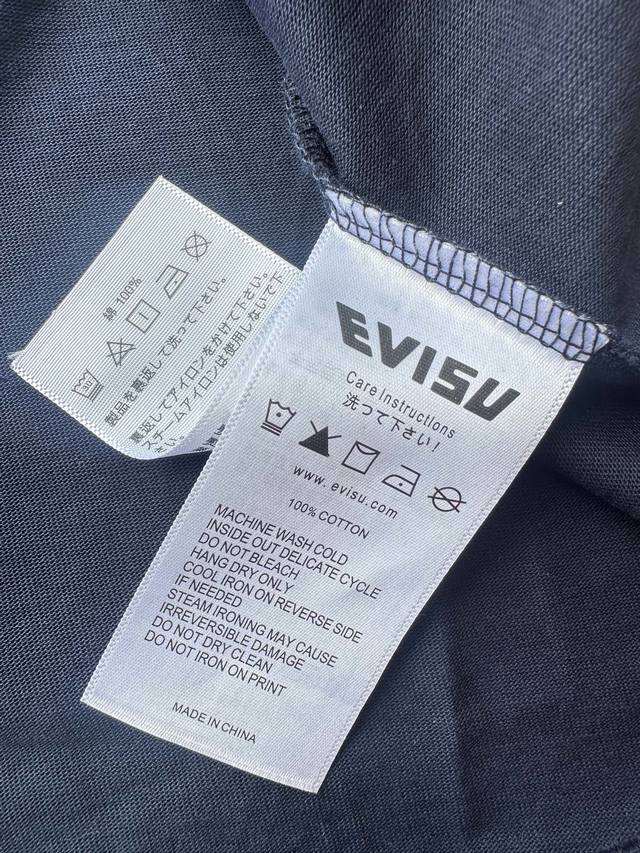 綿 100%
製品を裏返して洗って下さい。
裏返してアイロンをかけて下さい。
スチームアイロンは使用しないで下
さい。
EVISU
Care Instructions
洗って下さい!
www.evisu.com
100% COTTON
MACHINE WASH COLD
INSIDE OUT DELICATE CYCLE
DO NOT BLEACH
HANG DRY ONLY
COOL IRON ON REVERSE SIDE
IF NEEDED
STEAM IRONING MAY CAUSE
IRREVERSIBLE DAMAGE
DO NOT DRY CLEAN
DO NOT IRON ON PRINT
MADE IN CHINA